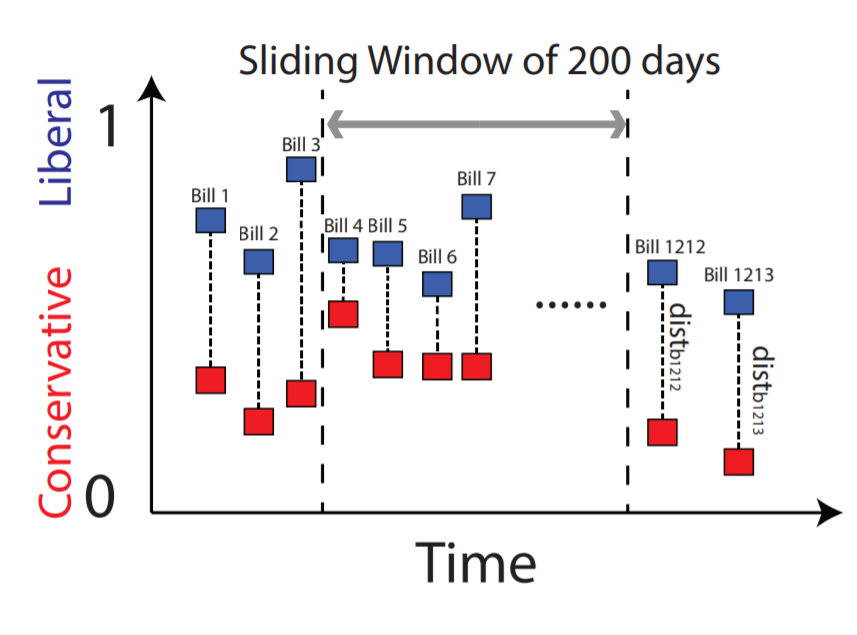 Sliding Window of 200 days
Liberal
Conservative
1
0
Bill 1
Bill 2
Bill 3
Bill 4
Bill 5
Bill 6
Bill 7
......
Bill 1212
Bill 1213
distb1212
distb1213
Time